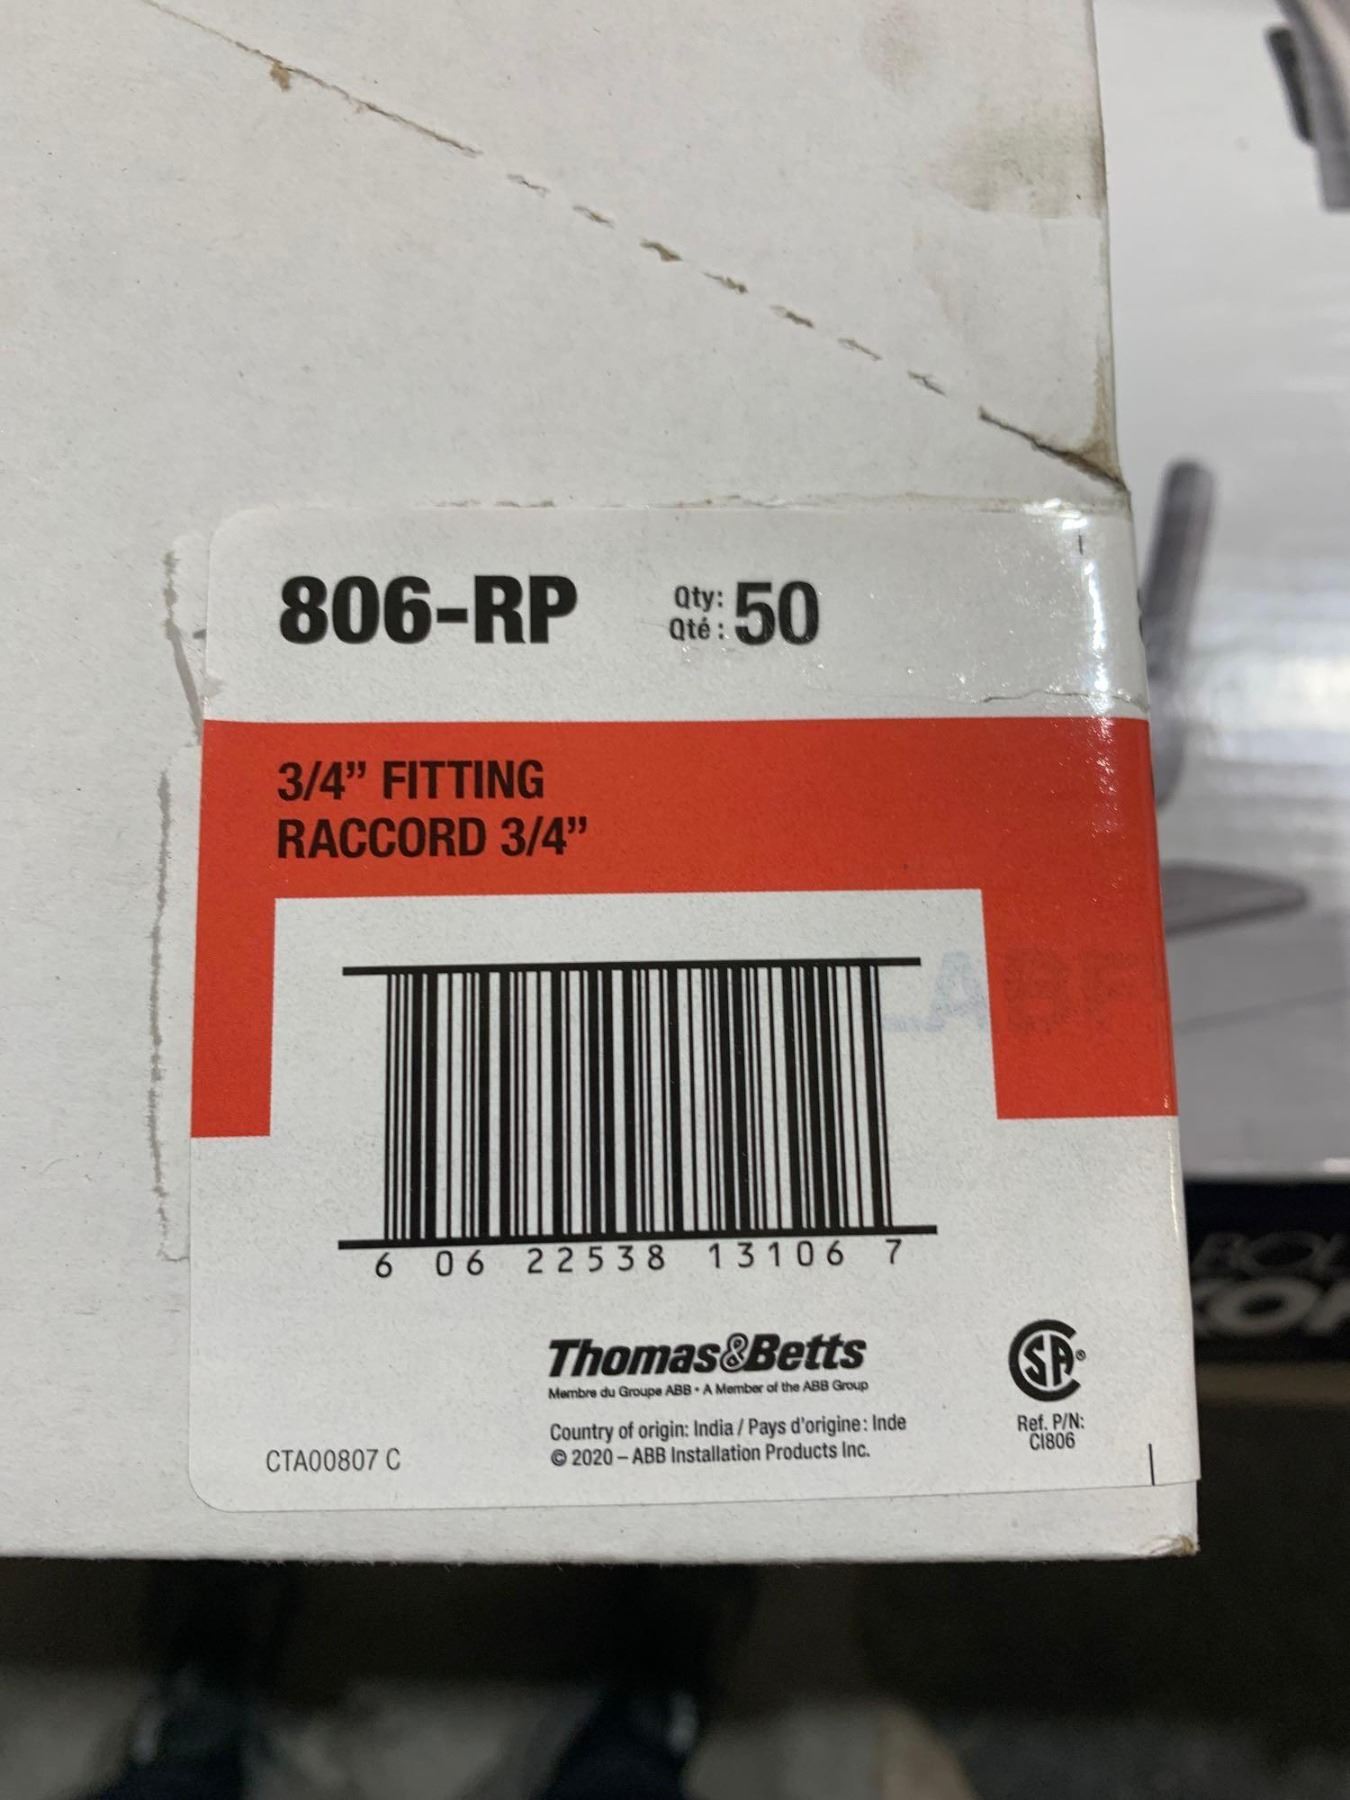 806-RP Qty: 50
Qté :
3/4” FITTING
RACCORD 3/4”
6 06 22538 13106 7
Thomas&Betts
Membre du Groupe ABB • A Member of the ABB Group
Country of origin: India / Pays d'origine : Inde
© 2020 – ABB Installation Products Inc.
CTA00807 C
SA®
Ref. P/N:
CI806